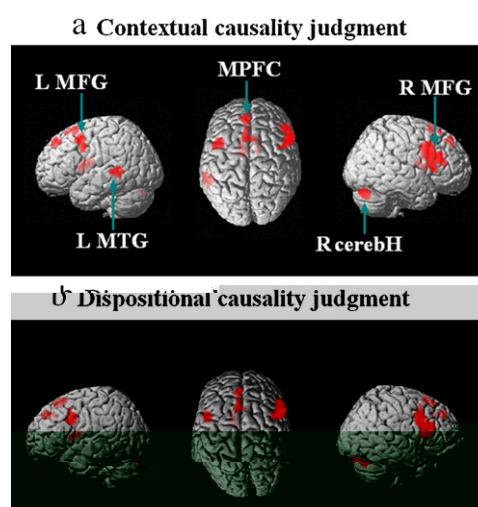 a Contextual causality judgment
MPFC
L MFG
R MFG
L MTG
R cerebH
b Dispositional causality judgment